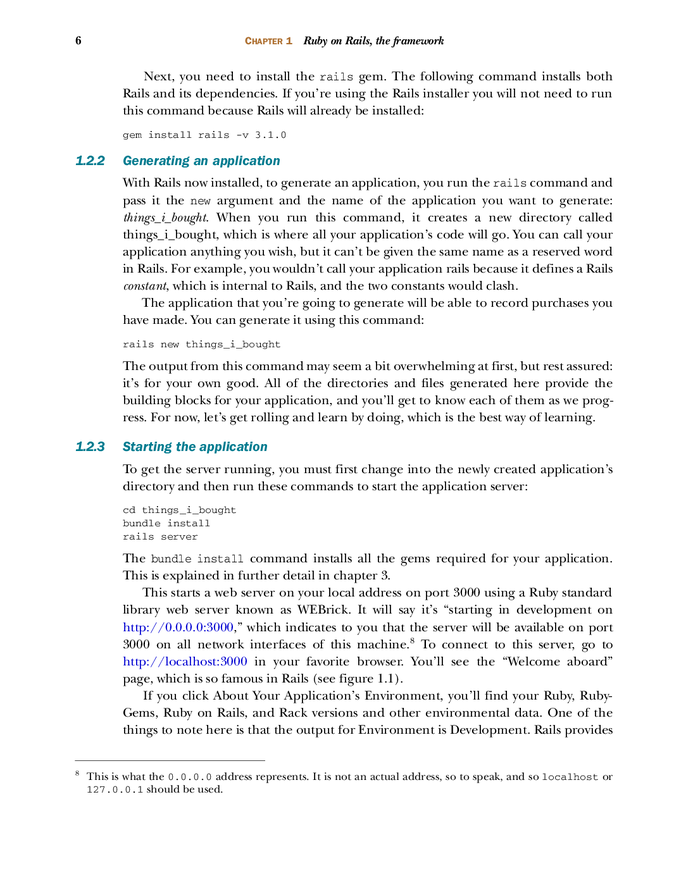 6 CHAPTER 1 Ruby on Rails, the framework
Next, you need to install the rails gem. The following command installs both
Rails and its dependencies. If you're using the Rails installer you will not need to run
this command because Rails will already be installed:
gem install rails -v 3.1.0
1.2.2 Generating an application
With Rails now installed, to generate an application, you run the rails command and
pass it the new argument and the name of the application you want to generate:
things_i_bought. When you run this command, it creates a new directory called
things_i_bought, which is where all your application's code will go. You can call your
application anything you wish, but it can't be given the same name as a reserved word
in Rails. For example, you wouldn't call your application rails because it defines a Rails
constant, which is internal to Rails, and the two constants would clash.
The application that you're going to generate will be able to record purchases you
have made. You can generate it using this command:
rails new things_i_bought
The output from this command may seem a bit overwhelming at first, but rest assured:
it's for your own good. All of the directories and files generated here provide the
building blocks for your application, and you'll get to know each of them as we prog-
ress. For now, let's get rolling and learn by doing, which is the best way of learning.
1.2.3 Starting the application
To get the server running, you must first change into the newly created application's
directory and then run these commands to start the application server:
cd things_i_bought
bundle install
rails server
The bundle install command installs all the gems required for your application.
This is explained in further detail in chapter 3.
This starts a web server on your local address on port 3000 using a Ruby standard
library web server known as WEBrick. It will say it's "starting in development on
http://0.0.0.0:3000," which indicates to you that the server will be available on port
3000 on all network interfaces of this machine.8 To connect to this server, go to
http://localhost:3000 in your favorite browser. You'll see the "Welcome aboard"
page, which is so famous in Rails (see figure 1.1).
If you click About Your Application's Environment, you'll find your Ruby, Ruby-
Gems, Ruby on Rails, and Rack versions and other environmental data. One of the
things to note here is that the output for Environment is Development. Rails provides
8 This is what the 0.0.0.0 address represents. It is not an actual address, so to speak, and so localhost or
127.0.0.1 should be used.